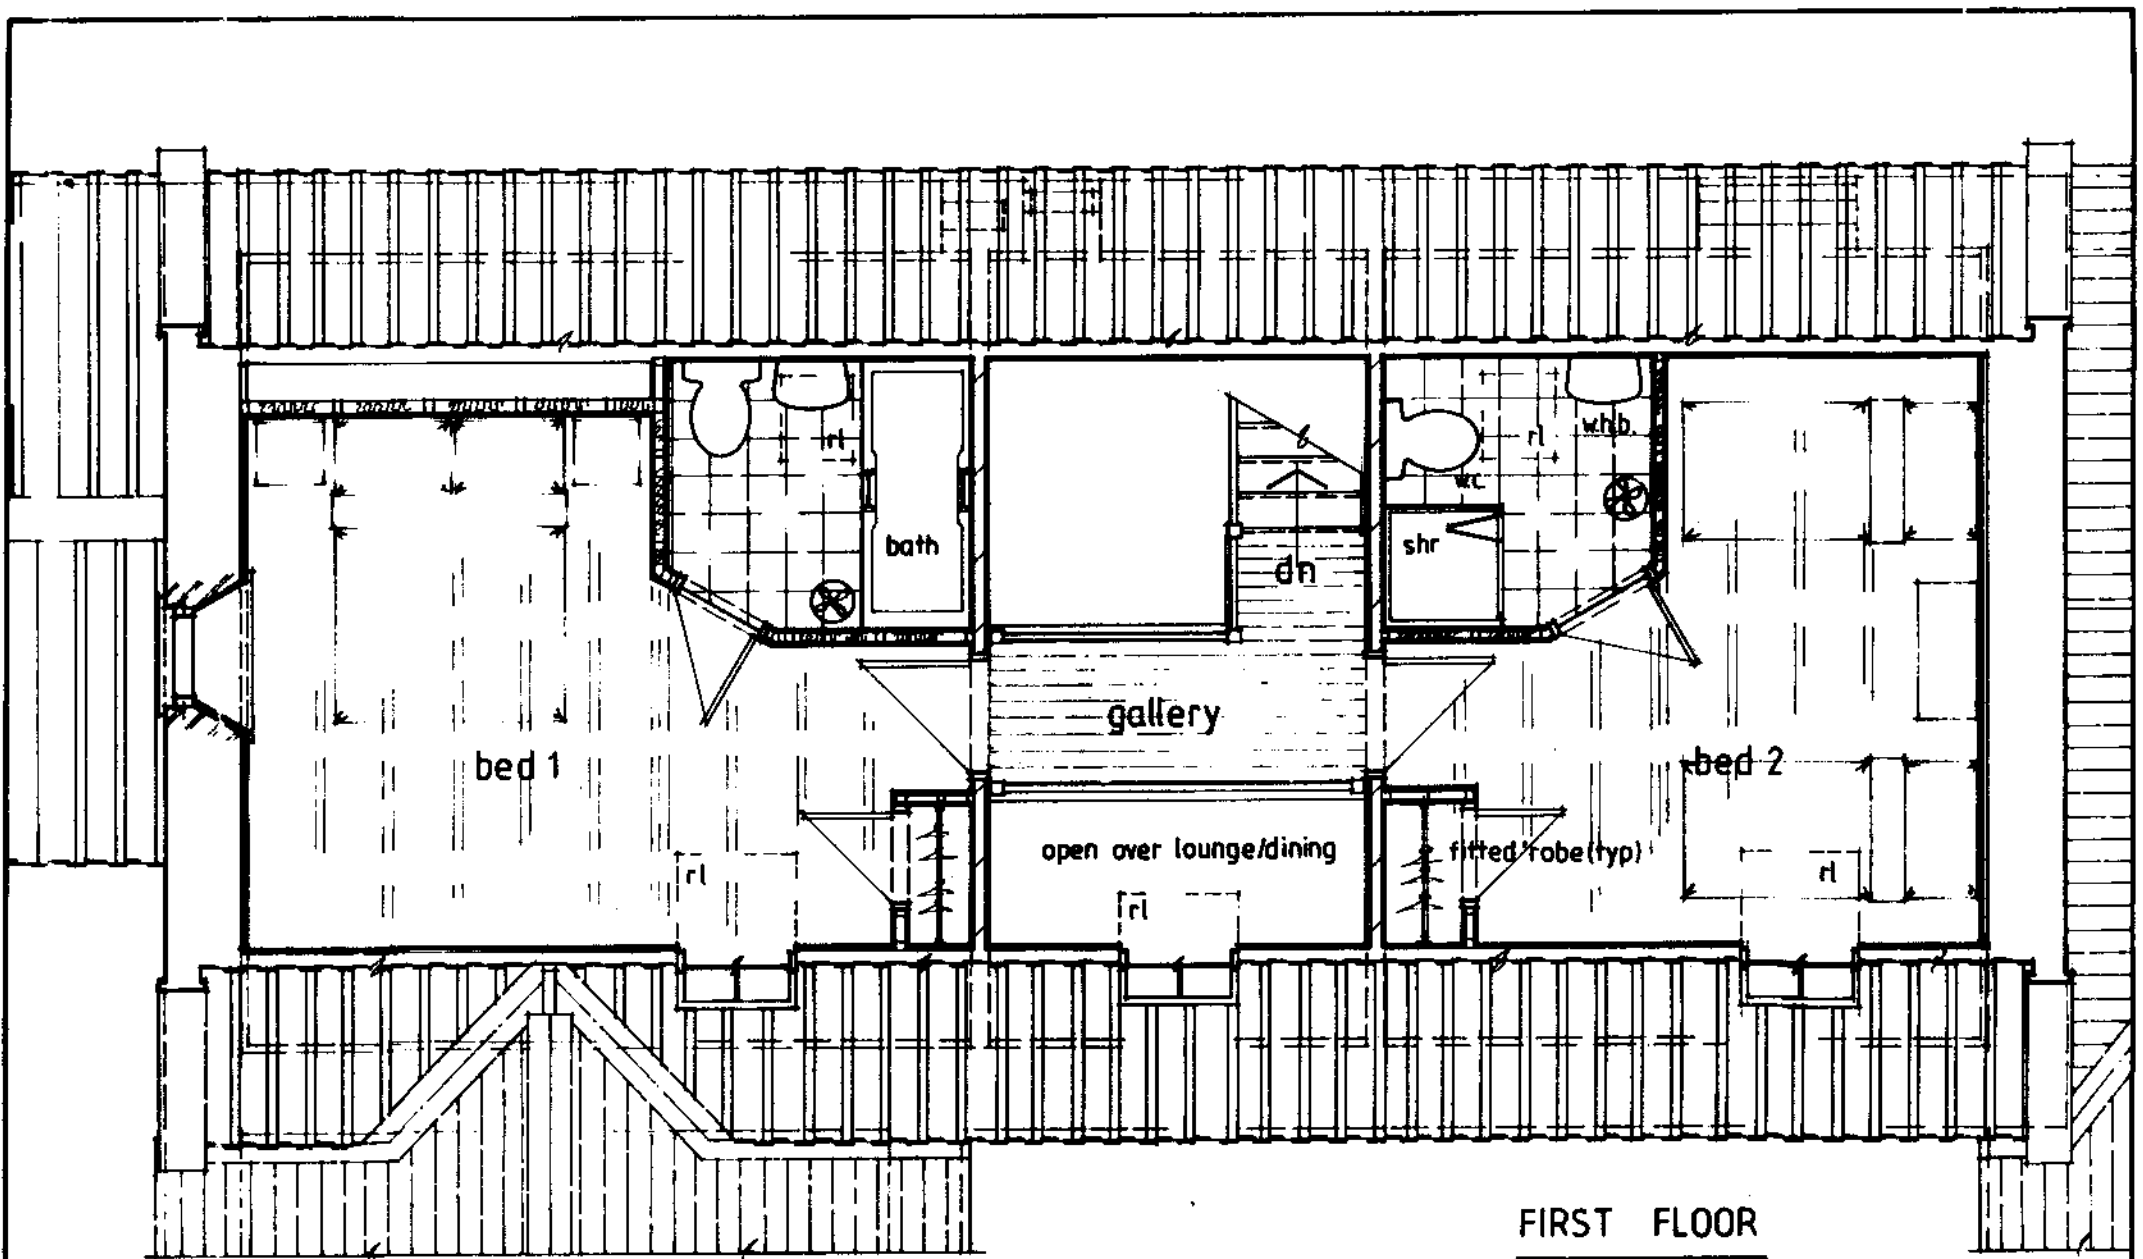 rl
bath
bed 1
rl
dn
gallery
open over lounge/dining
rl
w.c.
rl
w.h.b.
shr
bed 2
fitted robe(typ)
rl
FIRST FLOOR